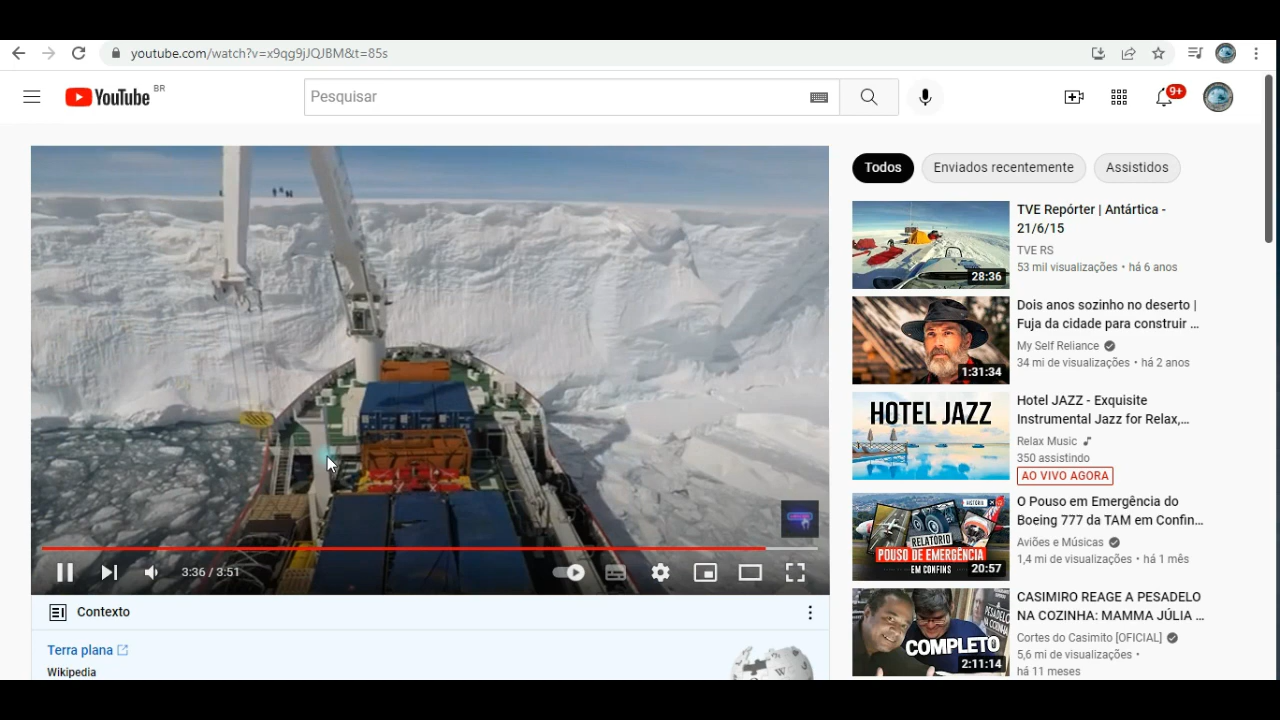 youtube.com/watch?v=x9qg9jJQJBM&t=85s
YouTube BR
Pesquisar
9+
Todos
Enviados recentemente
Assistidos
TVE Repórter | Antártica -
21/6/15
TVE RS
53 mil visualizações • há 6 anos
28:36
Dois anos sozinho no deserto |
Fuja da cidade para construir ...
My Self Reliance
34 mi de visualizações • há 2 anos
1:31:34
HOTEL JAZZ
Hotel JAZZ - Exquisite
Instrumental Jazz for Relax,...
Relax Music
350 assistindo
AO VIVO AGORA
O Pouso em Emergência do
Boeing 777 da TAM em Confin...
Aviões e Músicas
1,4 mi de visualizações • há 1 mês
RELATÓRIO
POUSO DE EMERGÊNCIA
EM CONFINS
20:57
CASIMIRO REAGE A PESADELO
NA COZINHA: MAMMA JÚLIA ...
Cortes do Casimito [OFICIAL]
5,6 mi de visualizações •
há 11 meses
COMPLETO
2:11:14
3:36 / 3:51
Contexto
Terra plana
Wikipedia